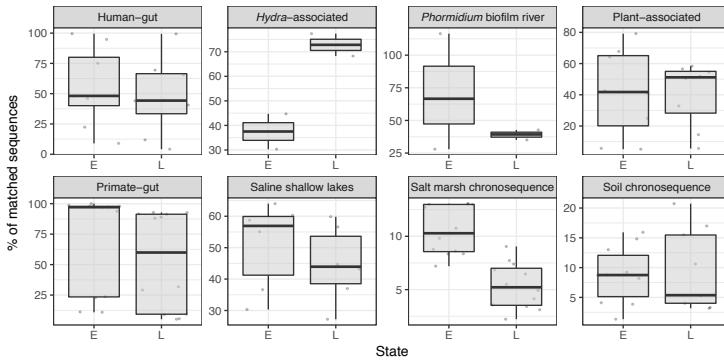 Human−gut
Hydra−associated
Phormidium biofilm river
Plant−associated
100
75
50
25
0
E
L
70
60
50
40
30
E
L
100
75
50
25
E
L
80
60
40
20
E
L
% of matched sequences
Primate−gut
Saline shallow lakes
Salt marsh chronosequence
Soil chronosequence
100
75
50
25
E
L
60
50
40
30
E
L
10
5
E
L
20
15
10
5
E
L
State